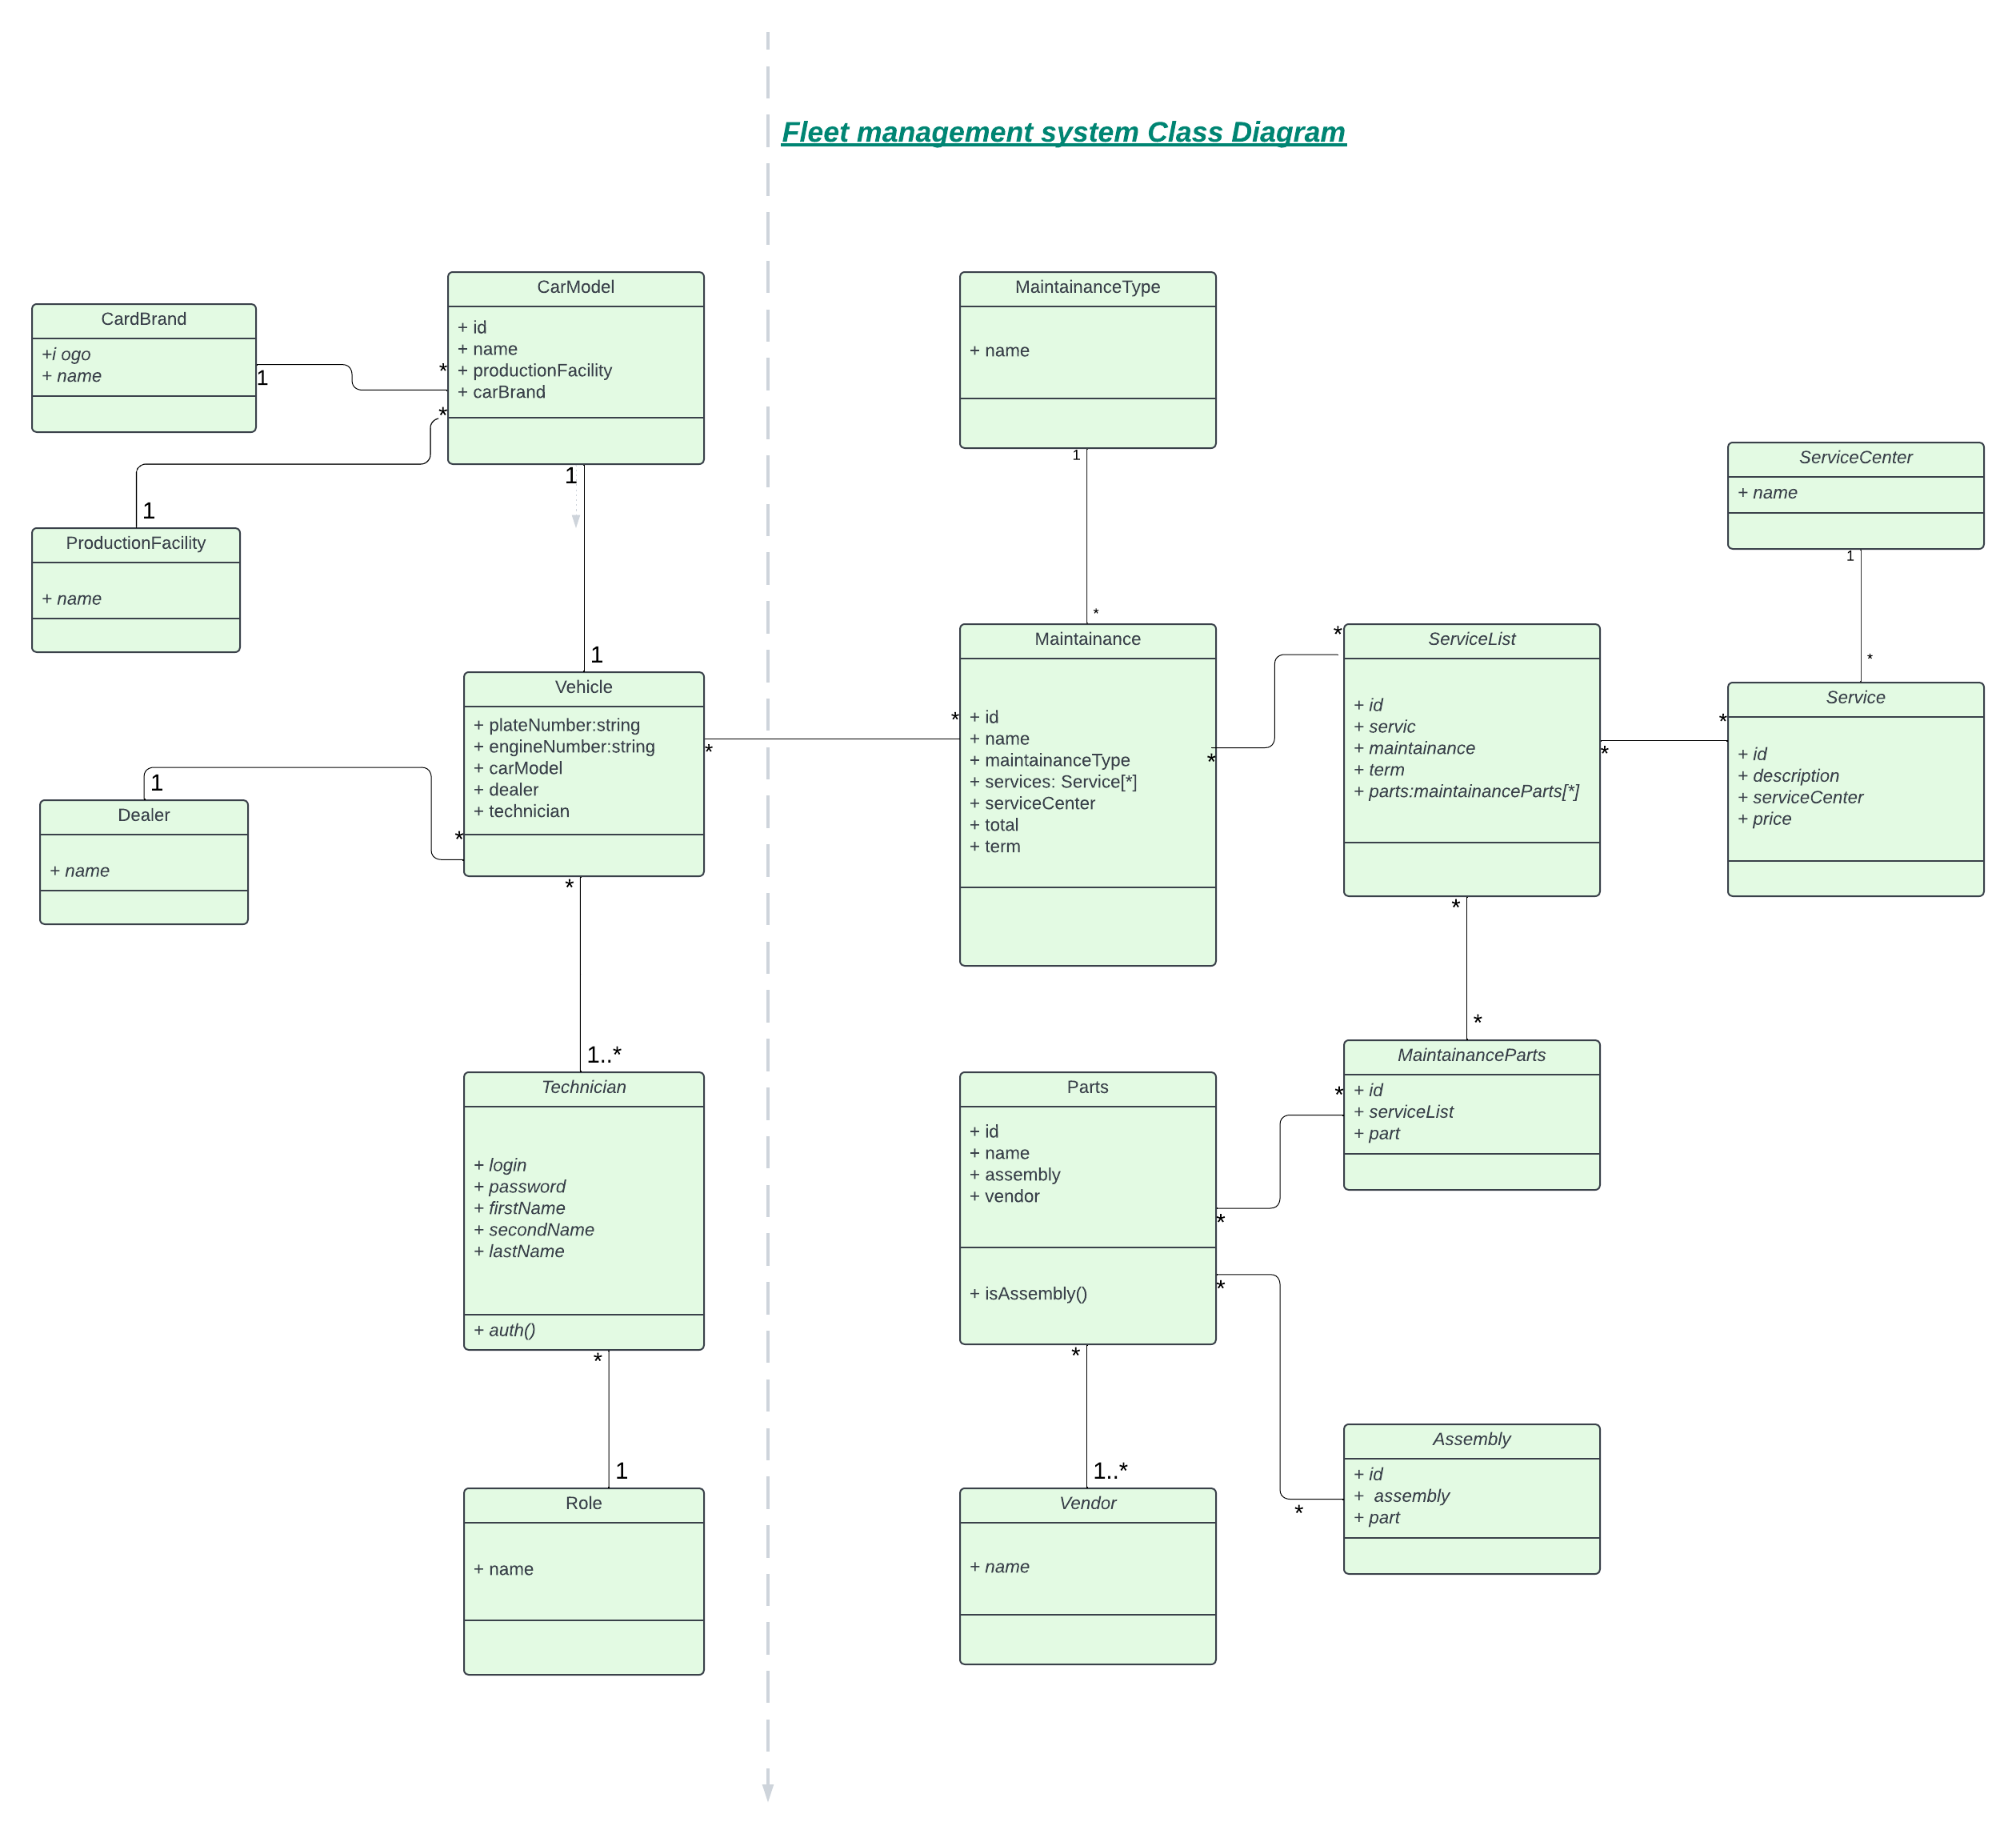 Fleet management system Class Diagram
CardBrand
+i ogo
+ name
1
*
CarModel
+ id
+ name
+ productionFacility
+ carBrand
*
1
ProductionFacility
+ name
1
1
Vehicle
+ plateNumber:string
+ engineNumber:string
+ carModel
+ dealer
+ technician
1
*
Dealer
+ name
*
1..*
Technician
+ login
+ password
+ firstName
+ secondName
+ lastName
+ auth()
*
1
Role
+ name
*
*
MaintainanceType
+ name
1
*
Maintainance
+ id
+ name
+ maintainanceType
+ services: Service[*]
+ serviceCenter
+ total
+ term
*
*
ServiceList
+ id
+ servic
+ maintainance
+ term
+ parts:maintainanceParts[*]
*
*
ServiceCenter
+ name
1
*
Service
+ id
+ description
+ serviceCenter
+ price
*
*
MaintainanceParts
+ id
+ serviceList
+ part
*
*
Parts
+ id
+ name
+ assembly
+ vendor
+ isAssembly()
*
*
*
1..*
Vendor
+ name
Assembly
+ id
+  assembly
+ part